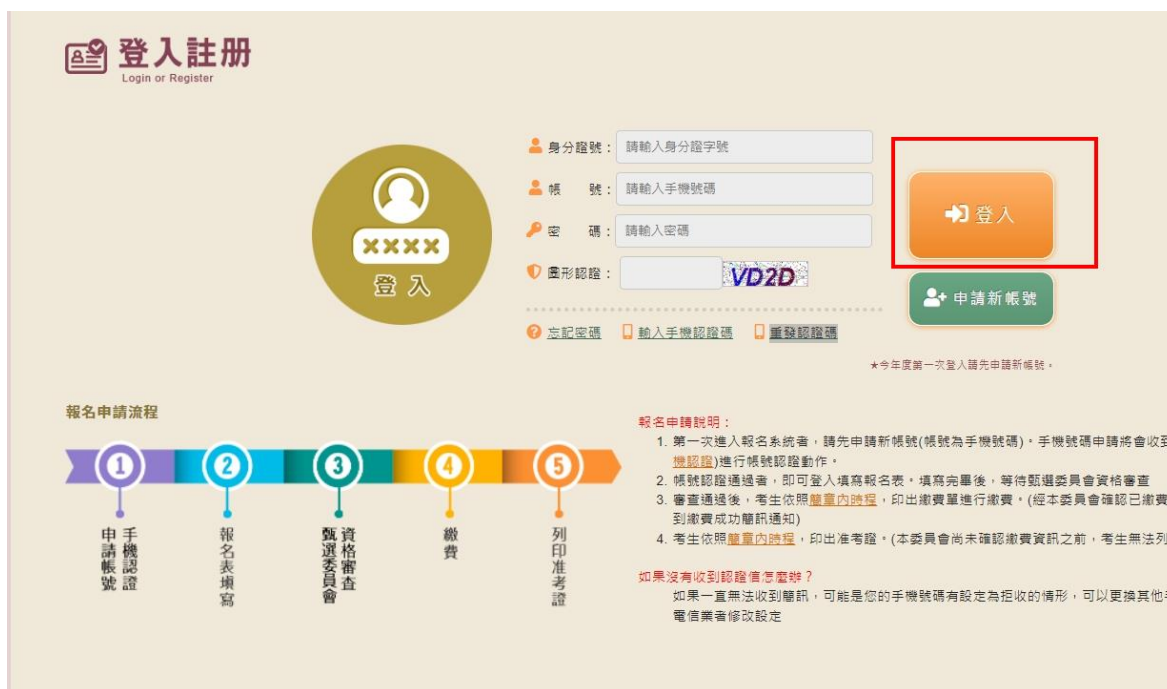 登入註册
Login or Register
身分證號：
請輸入身分證字號
帳 號：
請輸入手機號碼
密 碼：
請輸入密碼
圖形認證：
VD2D
登入
申請新帳號
××××
登 入
忘記密碼
輸入手機認證碼
重發認證碼
★今年度第一次登入請先申請新帳號。
報名申請流程
1
2
3
4
5
手機認證
申請帳號
報名表填寫
資格審查
甄選委員會
繳費
列印准考證
報名申請說明：
1. 第一次進入報名系統者，請先申請新帳號(帳號為手機號碼)。手機號碼申請將會收到
機認證)進行帳號認證動作。
2. 帳號認證通過者，即可登入填寫報名表。填寫完畢後，等待甄選委員會資格審查
3. 審查通過後，考生依照簡章內時程，印出繳費單進行繳費。(經本委員會確認已繳費
到繳費成功簡訊通知)
4. 考生依照簡章內時程，印出准考證。(本委員會尚未確認繳費資訊之前，考生無法列
如果沒有收到認證信怎麼辦？
如果一直無法收到簡訊，可能是您的手機號碼有設定為拒收的情形，可以更換其他手
電信業者修改設定